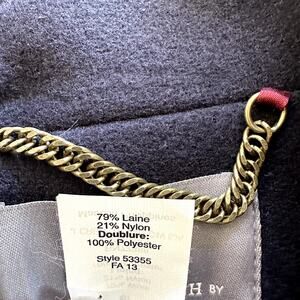 79% Laine
21% Nylon
Doublure:
100% Polyester
Style 53355
FA 13
H BY